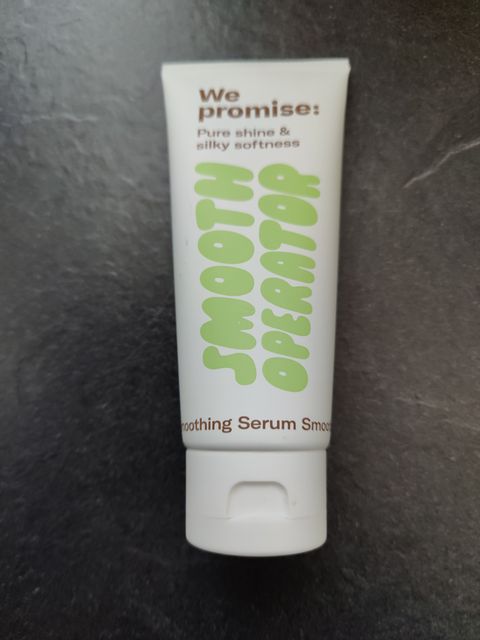 We
promise:
Pure shine &
silky softness
SMOOTH
OPERATOR
moothing Serum Smoo